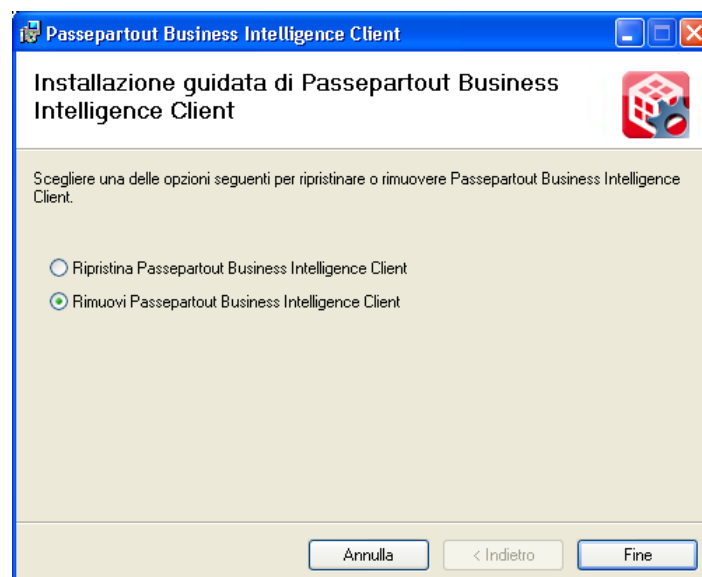 Passepartout Business Intelligence Client
Installazione guidata di Passepartout Business
Intelligence Client
Scegliere una delle opzioni seguenti per ripristinare o rimuovere Passepartout Business Intelligence
Client.
Ripristina Passepartout Business Intelligence Client
Rimuovi Passepartout Business Intelligence Client
Annulla
< Indietro
Fine